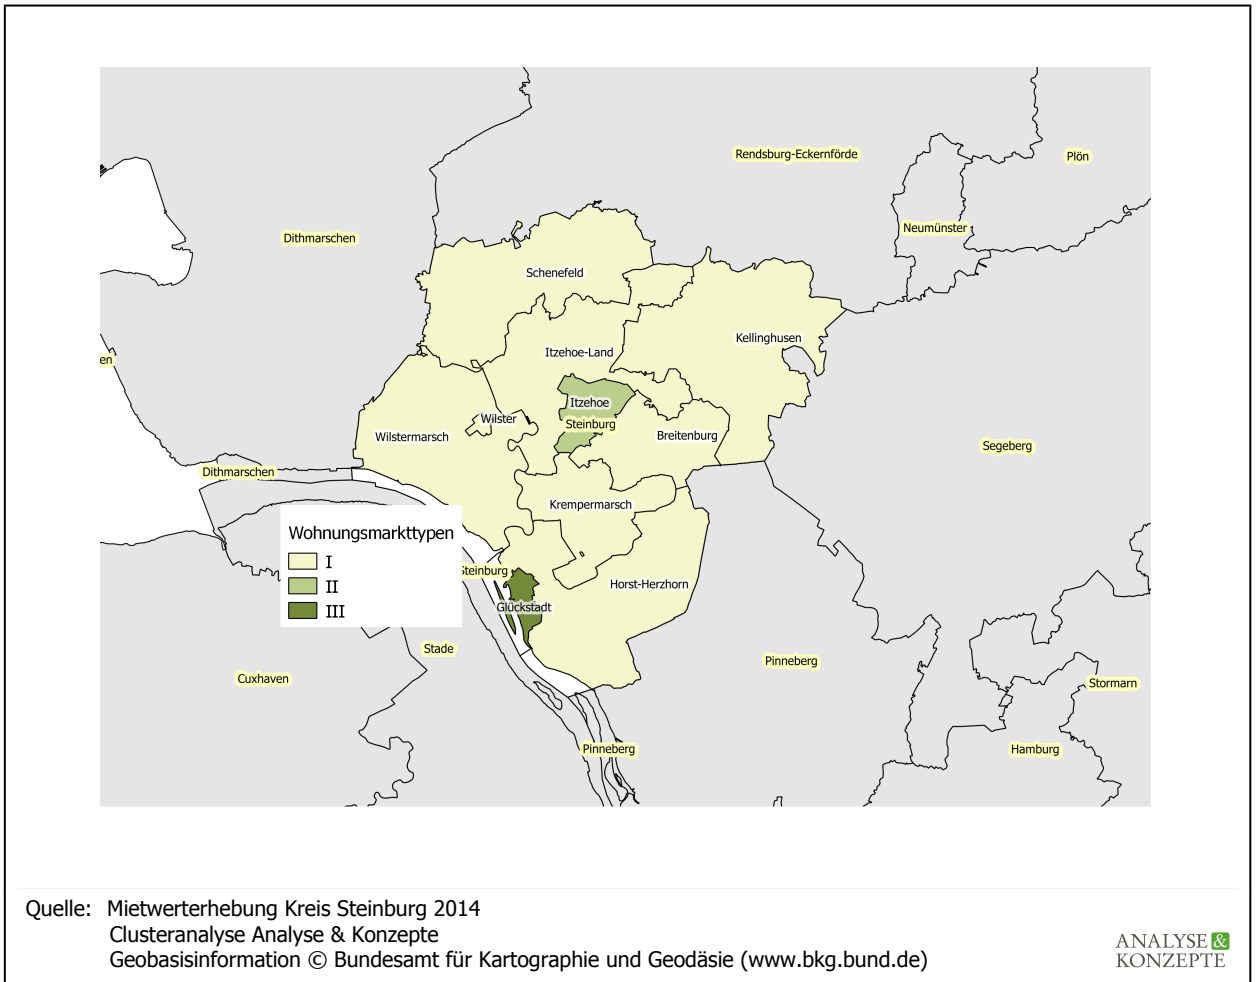 Rendsburg-Eckernförde
Plön
Dithmarschen
Neumünster
Schenefeld
Kellinghusen
Itzehoe-Land
en
Itzehoe
Wilster
Steinburg
Wilstermarsch
Breitenburg
Segeberg
Dithmarschen
Krempermarsch
Wohnungsmarkttypen
I
II
III
Steinburg
Horst-Herzhorn
Glückstadt
Stade
Pinneberg
Cuxhaven
Stormarn
Pinneberg
Hamburg
Quelle: Mietwerterhebung Kreis Steinburg 2014
Clusteranalyse Analyse & Konzepte
Geobasisinformation © Bundesamt für Kartographie und Geodäsie (www.bkg.bund.de)
ANALYSE &
KONZEPTE